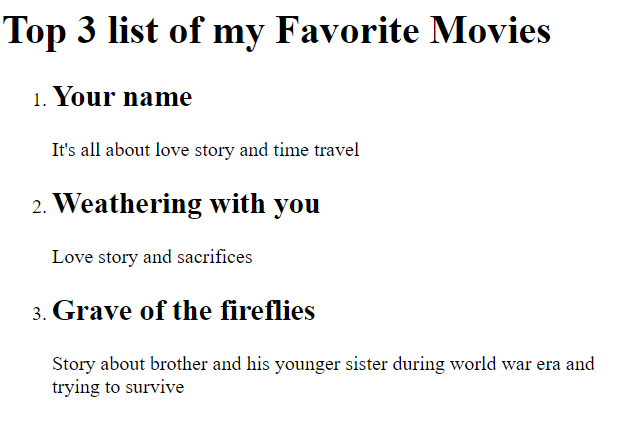 Top 3 list of my Favorite Movies
1. Your name
It's all about love story and time travel
2. Weathering with you
Love story and sacrifices
3. Grave of the fireflies
Story about brother and his younger sister during world war era and
trying to survive